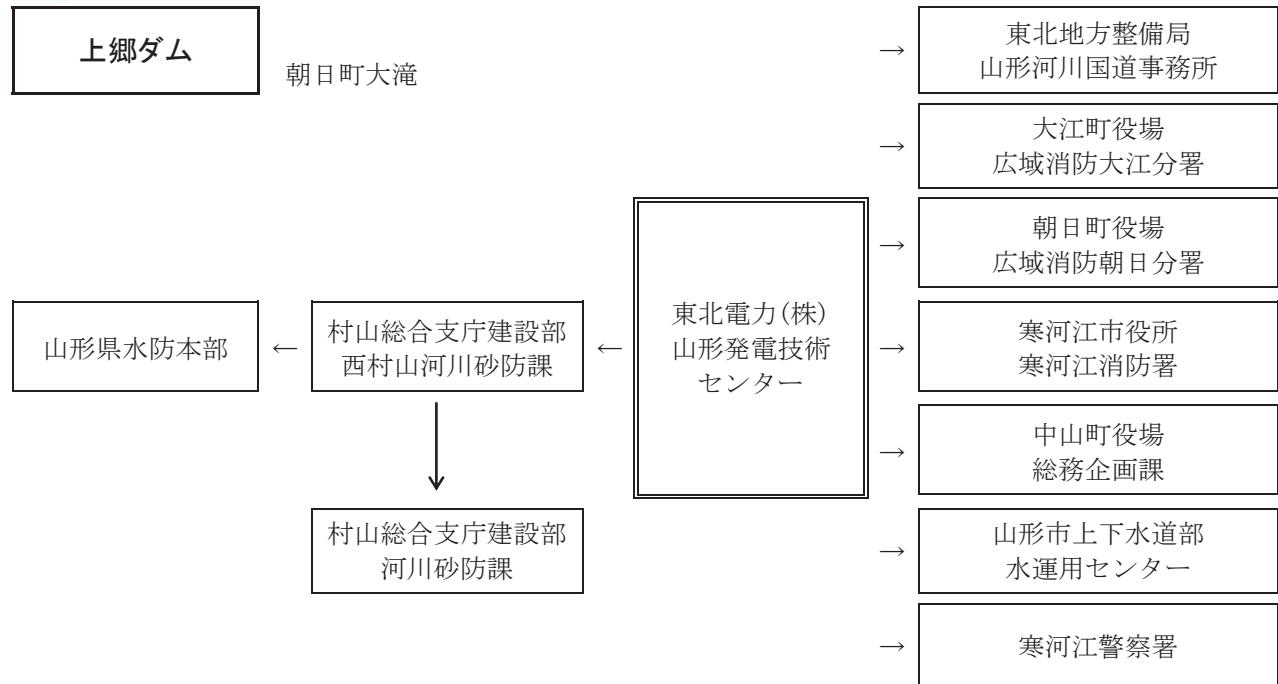 上郷ダム
朝日町大滝
→
東北地方整備局
山形河川国道事務所
→
大江町役場
広域消防大江分署
→
朝日町役場
広域消防朝日分署
山形県水防本部
←
村山総合支庁建設部
西村山河川砂防課
←
東北電力(株)
山形発電技術
センター
→
寒河江市役所
寒河江消防署
→
中山町役場
総務企画課
村山総合支庁建設部
河川砂防課
→
山形市上下水道部
水運用センター
→
寒河江警察署